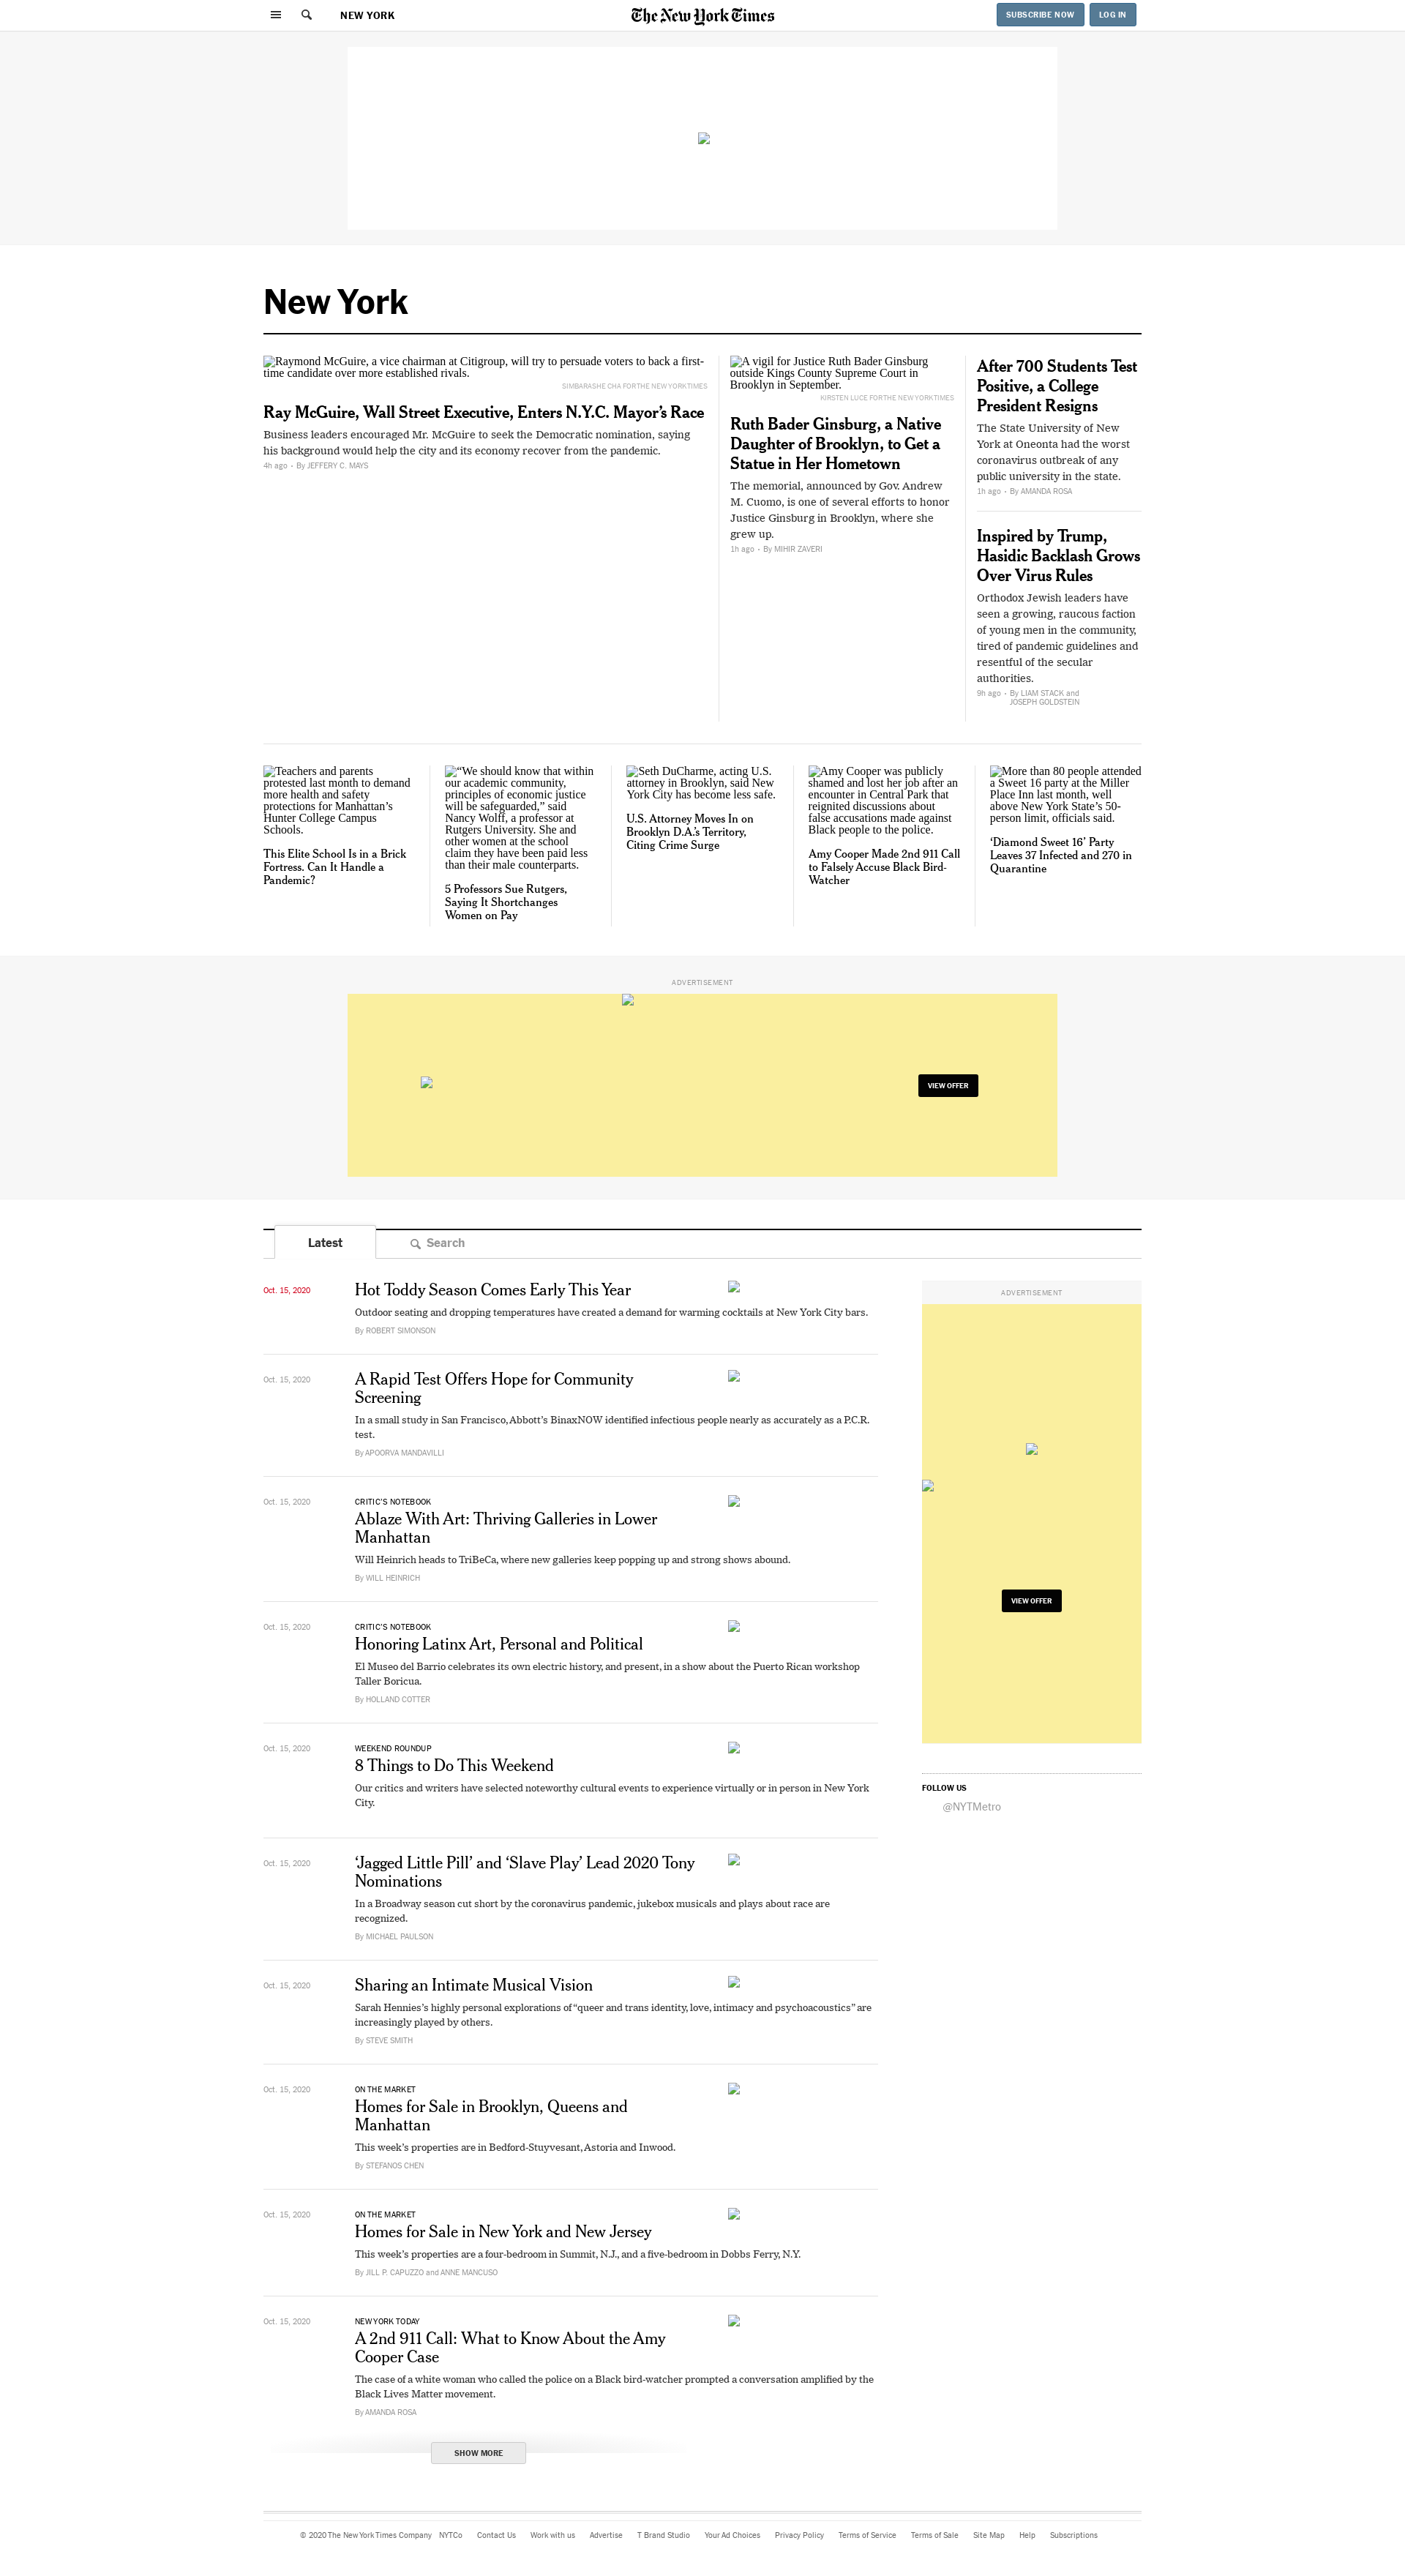 NEW YORK
The New York Times
SUBSCRIBE NOW
LOG IN
New York
Raymond McGuire, a vice chairman at Citigroup, will try to persuade voters to back a first-
time candidate over more established rivals.
SIMBARASHE CHA FOR THE NEW YORK TIMES
Ray McGuire, Wall Street Executive, Enters N.Y.C. Mayor’s Race
Business leaders encouraged Mr. McGuire to seek the Democratic nomination, saying
his background would help the city and its economy recover from the pandemic.
4h ago • By JEFFERY C. MAYS
A vigil for Justice Ruth Bader Ginsburg
outside Kings County Supreme Court in
Brooklyn in September.
KIRSTEN LUCE FOR THE NEW YORK TIMES
Ruth Bader Ginsburg, a Native
Daughter of Brooklyn, to Get a
Statue in Her Hometown
The memorial, announced by Gov. Andrew
M. Cuomo, is one of several efforts to honor
Justice Ginsburg in Brooklyn, where she
grew up.
1h ago • By MIHIR ZAVERI
After 700 Students Test
Positive, a College
President Resigns
The State University of New
York at Oneonta had the worst
coronavirus outbreak of any
public university in the state.
1h ago • By AMANDA ROSA
Inspired by Trump,
Hasidic Backlash Grows
Over Virus Rules
Orthodox Jewish leaders have
seen a growing, raucous faction
of young men in the community,
tired of pandemic guidelines and
resentful of the secular
authorities.
9h ago • By LIAM STACK and
JOSEPH GOLDSTEIN
Teachers and parents
protested last month to demand
more health and safety
protections for Manhattan’s
Hunter College Campus
Schools.
This Elite School Is in a Brick
Fortress. Can It Handle a
Pandemic?
“We should know that within
our academic community,
principles of economic justice
will be safeguarded,” said
Nancy Wolff, a professor at
Rutgers University. She and
other women at the school
claim they have been paid less
than their male counterparts.
5 Professors Sue Rutgers,
Saying It Shortchanges
Women on Pay
Seth DuCharme, acting U.S.
attorney in Brooklyn, said New
York City has become less safe.
U.S. Attorney Moves In on
Brooklyn D.A.’s Territory,
Citing Crime Surge
Amy Cooper was publicly
shamed and lost her job after an
encounter in Central Park that
reignited discussions about
false accusations made against
Black people to the police.
Amy Cooper Made 2nd 911 Call
to Falsely Accuse Black Bird-
Watcher
More than 80 people attended
a Sweet 16 party at the Miller
Place Inn last month, well
above New York State’s 50-
person limit, officials said.
‘Diamond Sweet 16’ Party
Leaves 37 Infected and 270 in
Quarantine
ADVERTISEMENT
VIEW OFFER
Latest
Search
Oct. 15, 2020
Hot Toddy Season Comes Early This Year
Outdoor seating and dropping temperatures have created a demand for warming cocktails at New York City bars.
By ROBERT SIMONSON
Oct. 15, 2020
A Rapid Test Offers Hope for Community
Screening
In a small study in San Francisco, Abbott’s BinaxNOW identified infectious people nearly as accurately as a P.C.R.
test.
By APOORVA MANDAVILLI
Oct. 15, 2020
CRITIC’S NOTEBOOK
Ablaze With Art: Thriving Galleries in Lower
Manhattan
Will Heinrich heads to TriBeCa, where new galleries keep popping up and strong shows abound.
By WILL HEINRICH
Oct. 15, 2020
CRITIC’S NOTEBOOK
Honoring Latinx Art, Personal and Political
El Museo del Barrio celebrates its own electric history, and present, in a show about the Puerto Rican workshop
Taller Boricua.
By HOLLAND COTTER
Oct. 15, 2020
WEEKEND ROUNDUP
8 Things to Do This Weekend
Our critics and writers have selected noteworthy cultural events to experience virtually or in person in New York
City.
Oct. 15, 2020
‘Jagged Little Pill’ and ‘Slave Play’ Lead 2020 Tony
Nominations
In a Broadway season cut short by the coronavirus pandemic, jukebox musicals and plays about race are
recognized.
By MICHAEL PAULSON
Oct. 15, 2020
Sharing an Intimate Musical Vision
Sarah Hennies’s highly personal explorations of “queer and trans identity, love, intimacy and psychoacoustics” are
increasingly played by others.
By STEVE SMITH
Oct. 15, 2020
ON THE MARKET
Homes for Sale in Brooklyn, Queens and
Manhattan
This week’s properties are in Bedford-Stuyvesant, Astoria and Inwood.
By STEFANOS CHEN
Oct. 15, 2020
ON THE MARKET
Homes for Sale in New York and New Jersey
This week’s properties are a four-bedroom in Summit, N.J., and a five-bedroom in Dobbs Ferry, N.Y.
By JILL P. CAPUZZO and ANNE MANCUSO
Oct. 15, 2020
NEW YORK TODAY
A 2nd 911 Call: What to Know About the Amy
Cooper Case
The case of a white woman who called the police on a Black bird-watcher prompted a conversation amplified by the
Black Lives Matter movement.
By AMANDA ROSA
SHOW MORE
ADVERTISEMENT
VIEW OFFER
FOLLOW US
@NYTMetro
© 2020 The New York Times Company NYTCo Contact Us Work with us Advertise T Brand Studio Your Ad Choices Privacy Policy Terms of Service Terms of Sale Site Map Help Subscriptions